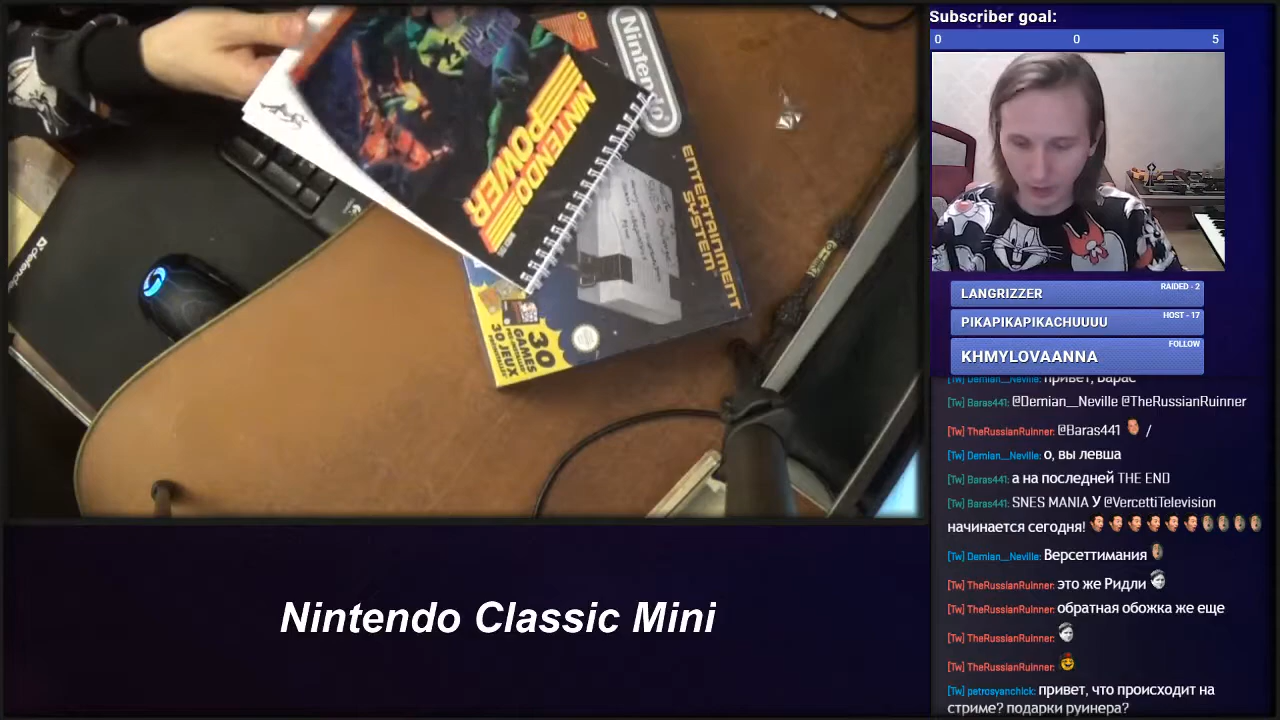 Subscriber goal:
0 0 5
Nintendo
NINTENDO
POWER
ENTERTAINMENT
SYSTEM
30
GAMES
30 JEUX
defender
LANGRIZZER RAIDED - 2
PIKAPIKAPIKACHUUUU HOST - 17
KHMYLOVAANNA FOLLOW
[Tw] Demian__Neville: привет, Барас
[Tw] Baras441: @Demian__Neville @TheRussianRuinner
[Tw] TheRussianRuinner: @Baras441 /
[Tw] Demian__Neville: о, вы левша
[Tw] Baras441: а на последней THE END
[Tw] Baras441: SNES MANIA У @VercettiTelevision
начинается сегодня!
[Tw] Demian__Neville: Версеттимания
[Tw] TheRussianRuinner: это же Ридли
[Tw] TheRussianRuinner: обратная обожка же еще
[Tw] TheRussianRuinner:
[Tw] TheRussianRuinner:
[Tw] petrosyanchick: привет, что происходит на
стриме? подарки руинера?
Nintendo Classic Mini